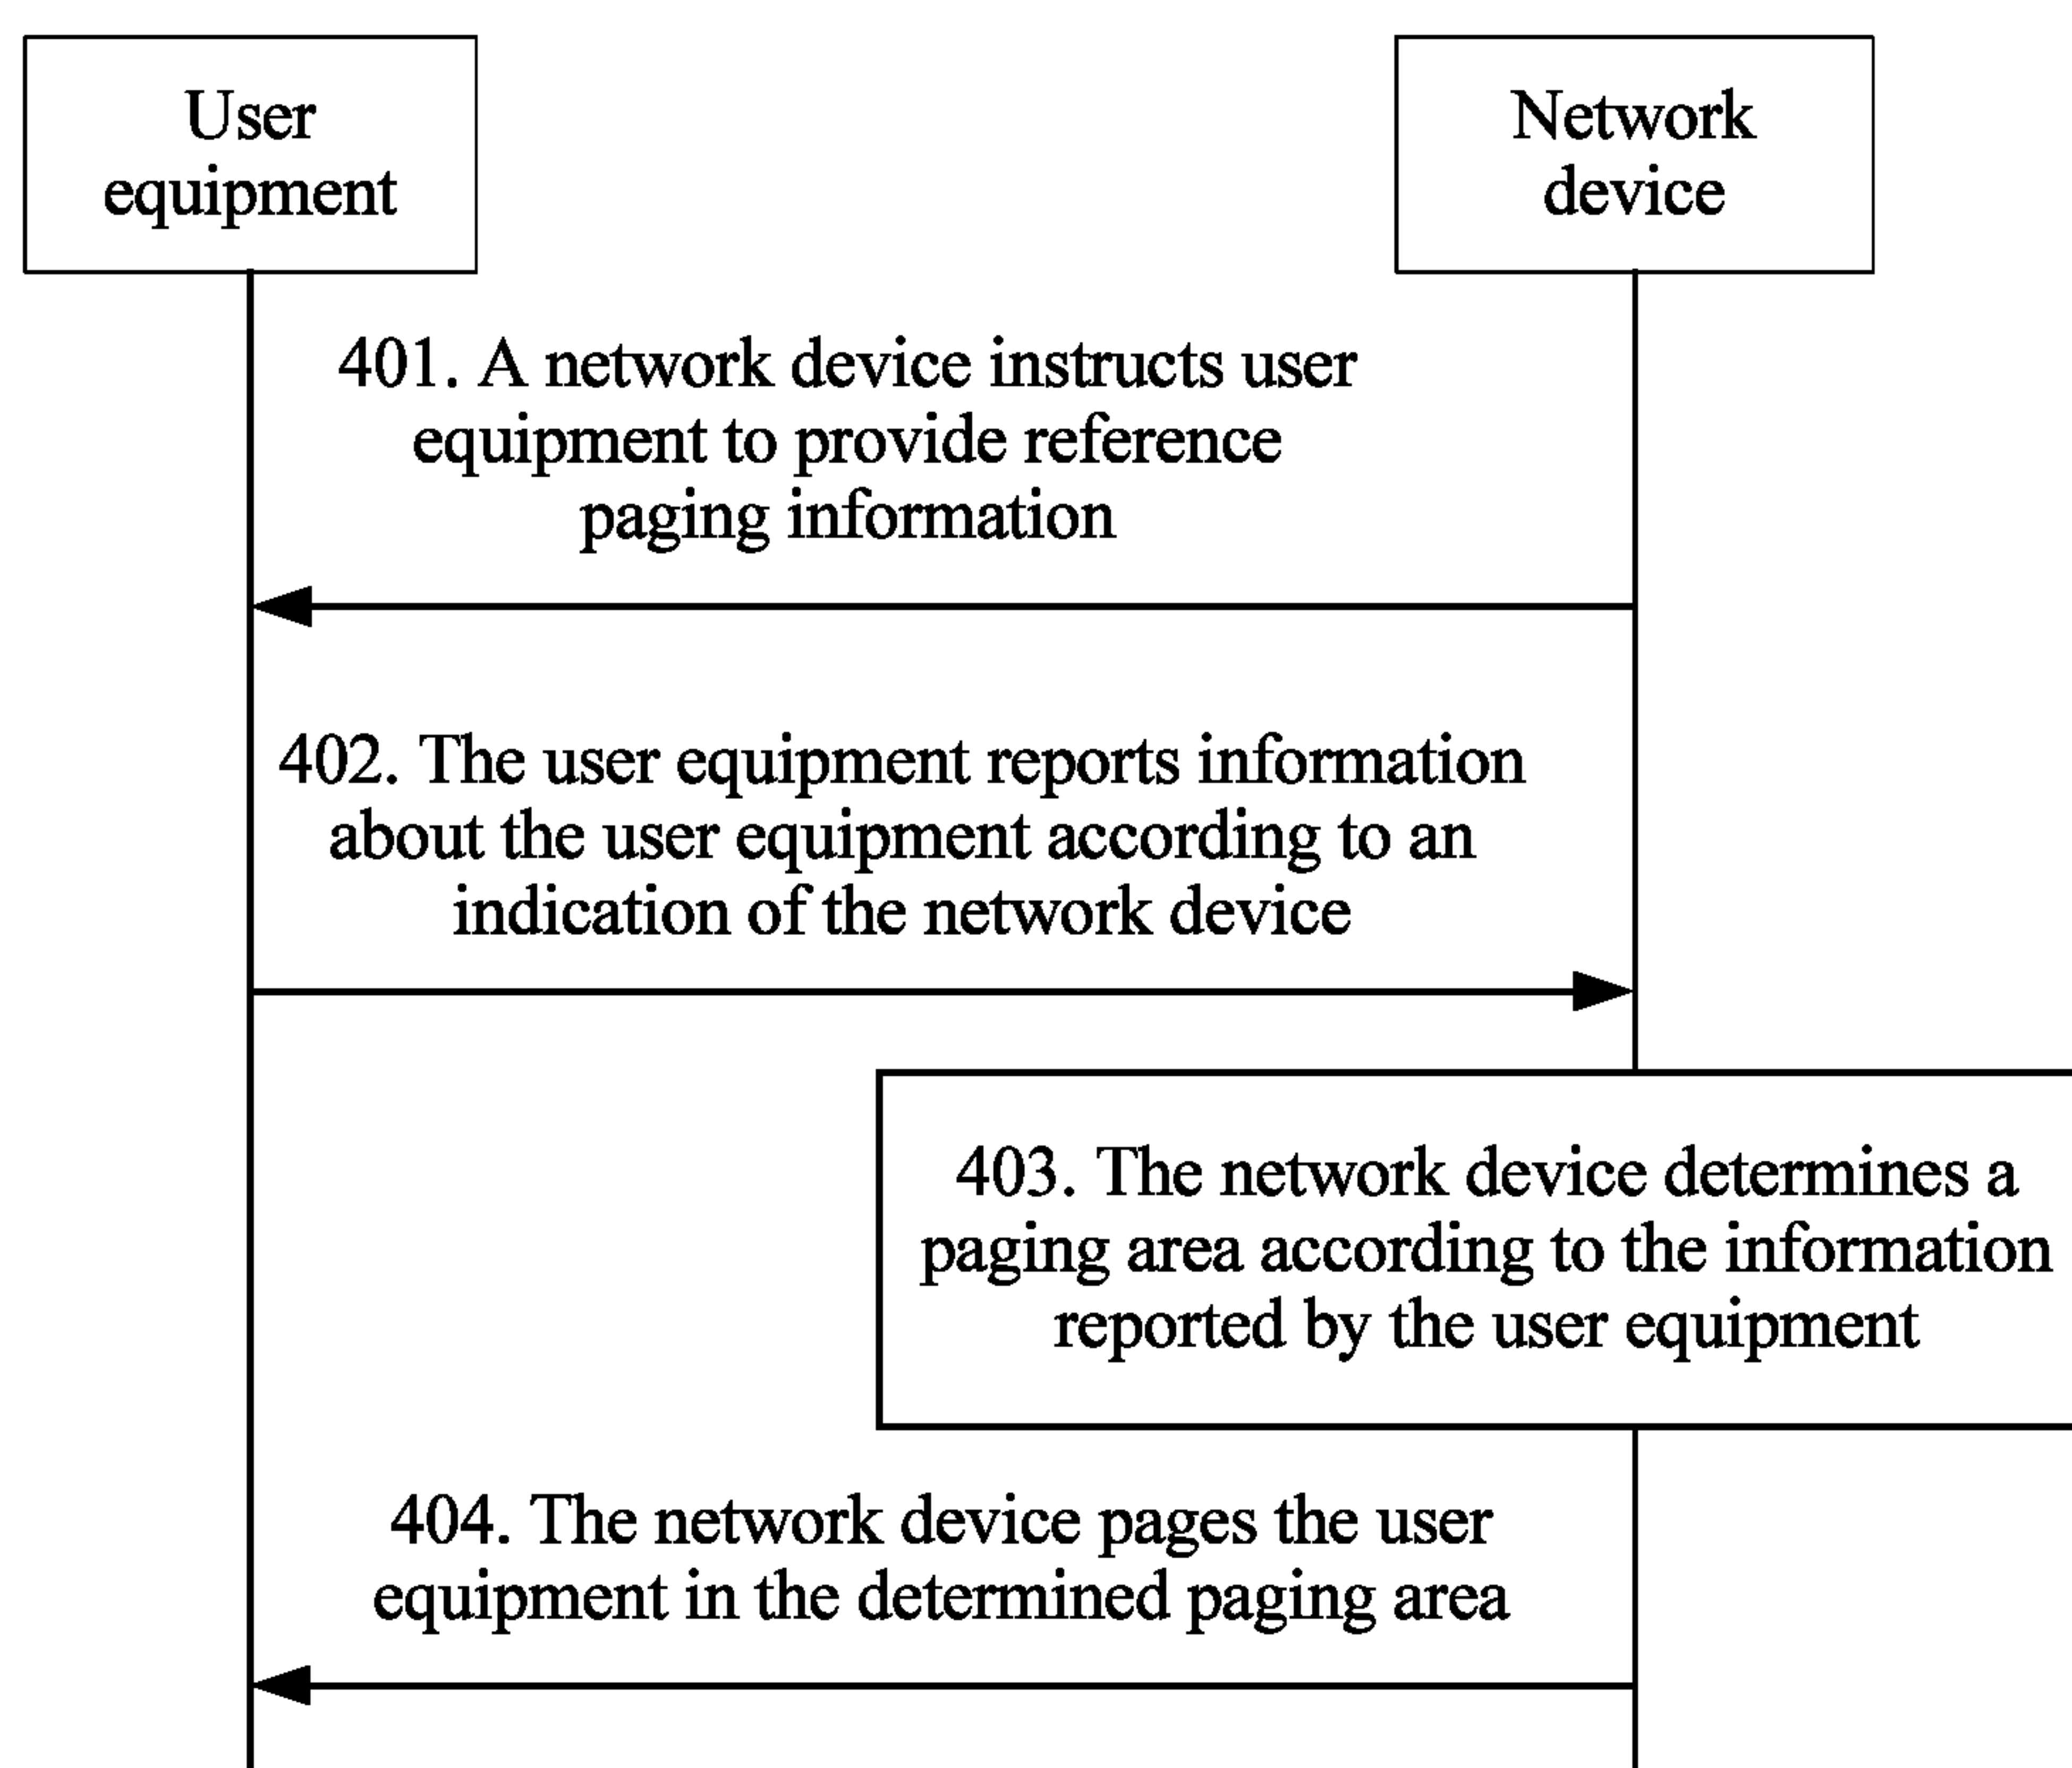 User
equipment
Network
device
401. A network device instructs user
equipment to provide reference
paging information
402. The user equipment reports information
about the user equipment according to an
indication of the network device
403. The network device determines a
paging area according to the information
reported by the user equipment
404. The network device pages the user
equipment in the determined paging area